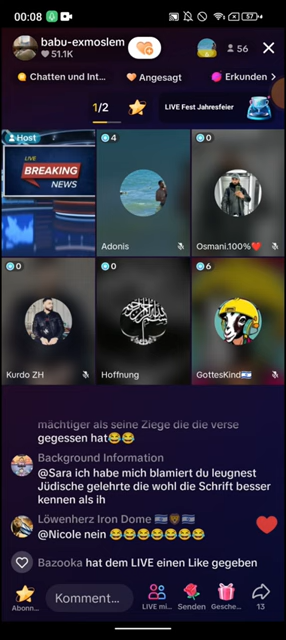 00:08
57
babu-exmoslem
51.1K
56
Chatten und Int...
Angesagt
Erkunden
1/2
LIVE Fest Jahresfeier
Host
LIVE
BREAKING
NEWS
4
Adonis
0
Osmani.100%❤️
0
Kurdo ZH
0
Hoffnung
6
GottesKind🇮🇱
mächtiger als seine Ziege die die verse
gegessen hat😂😂
Background Information
@Sara ich habe mich blamiert du leugnest
Jüdische gelehrte die wohl die Schrift besser
kennen als ih
Löwenherz Iron Dome 🇮🇱🦁🇮🇱
@Nicole nein 😂😂😂😂😂😂😂
Bazooka hat dem LIVE einen Like gegeben
Abonn...
Komment...
LIVE mi...
Senden
Gesche...
13